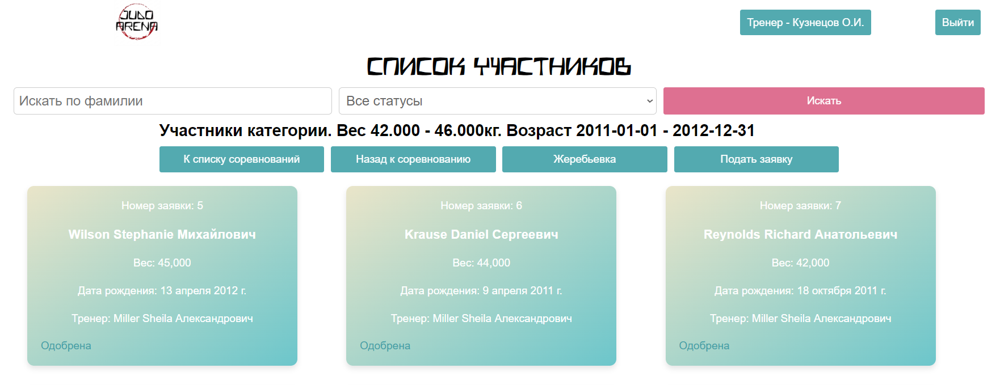 JUDO
ARENA
Тренер - Кузнецов О.И.
Выйти
СПИСОК УЧАСТНИКОВ
Искать по фамилии
Все статусы
Искать
Участники категории. Вес 42.000 - 46.000кг. Возраст 2011-01-01 - 2012-12-31
К списку соревнований
Назад к соревнованию
Жеребьевка
Подать заявку
Номер заявки: 5
Wilson Stephanie Михайлович
Вес: 45,000
Дата рождения: 13 апреля 2012 г.
Тренер: Miller Sheila Александрович
Одобрена
Номер заявки: 6
Krause Daniel Сергеевич
Вес: 44,000
Дата рождения: 9 апреля 2011 г.
Тренер: Miller Sheila Александрович
Одобрена
Номер заявки: 7
Reynolds Richard Анатольевич
Вес: 42,000
Дата рождения: 18 октября 2011 г.
Тренер: Miller Sheila Александрович
Одобрена